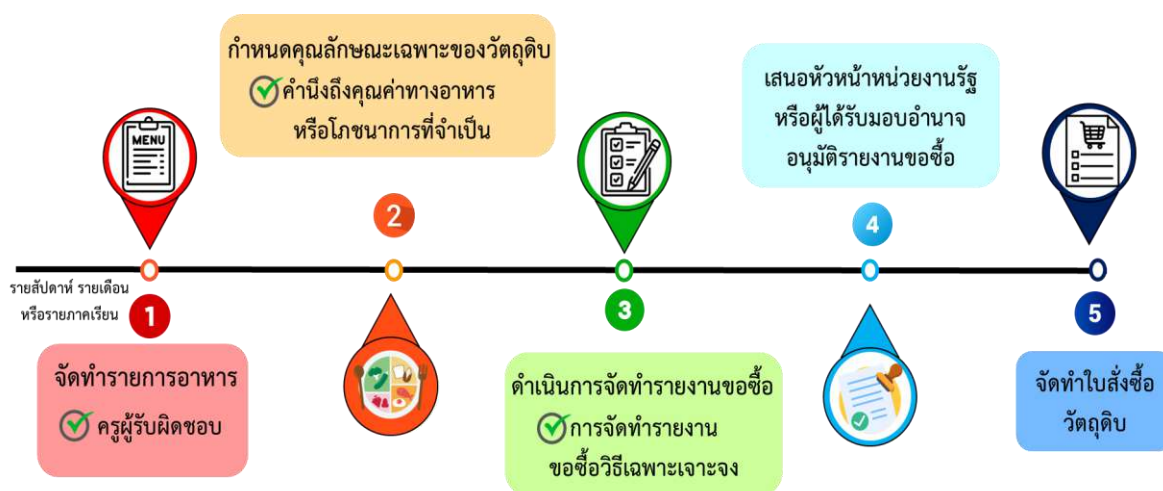 รายสัปดาห์ รายเดือน
หรือรายภาคเรียน
MENU
1
จัดทำรายการอาหาร
ครูผู้รับผิดชอบ
กำหนดคุณลักษณะเฉพาะของวัตถุดิบ
คำนึงถึงคุณค่าทางอาหาร
หรือโภชนาการที่จำเป็น
2
3
ดำเนินการจัดทำรายงานขอซื้อ
การจัดทำรายงาน
ขอซื้อวิธีเฉพาะเจาะจง
เสนอหัวหน้าหน่วยงานรัฐ
หรือผู้ได้รับมอบอำนาจ
อนุมัติรายงานขอซื้อ
4
5
จัดทำใบสั่งซื้อ
วัตถุดิบ